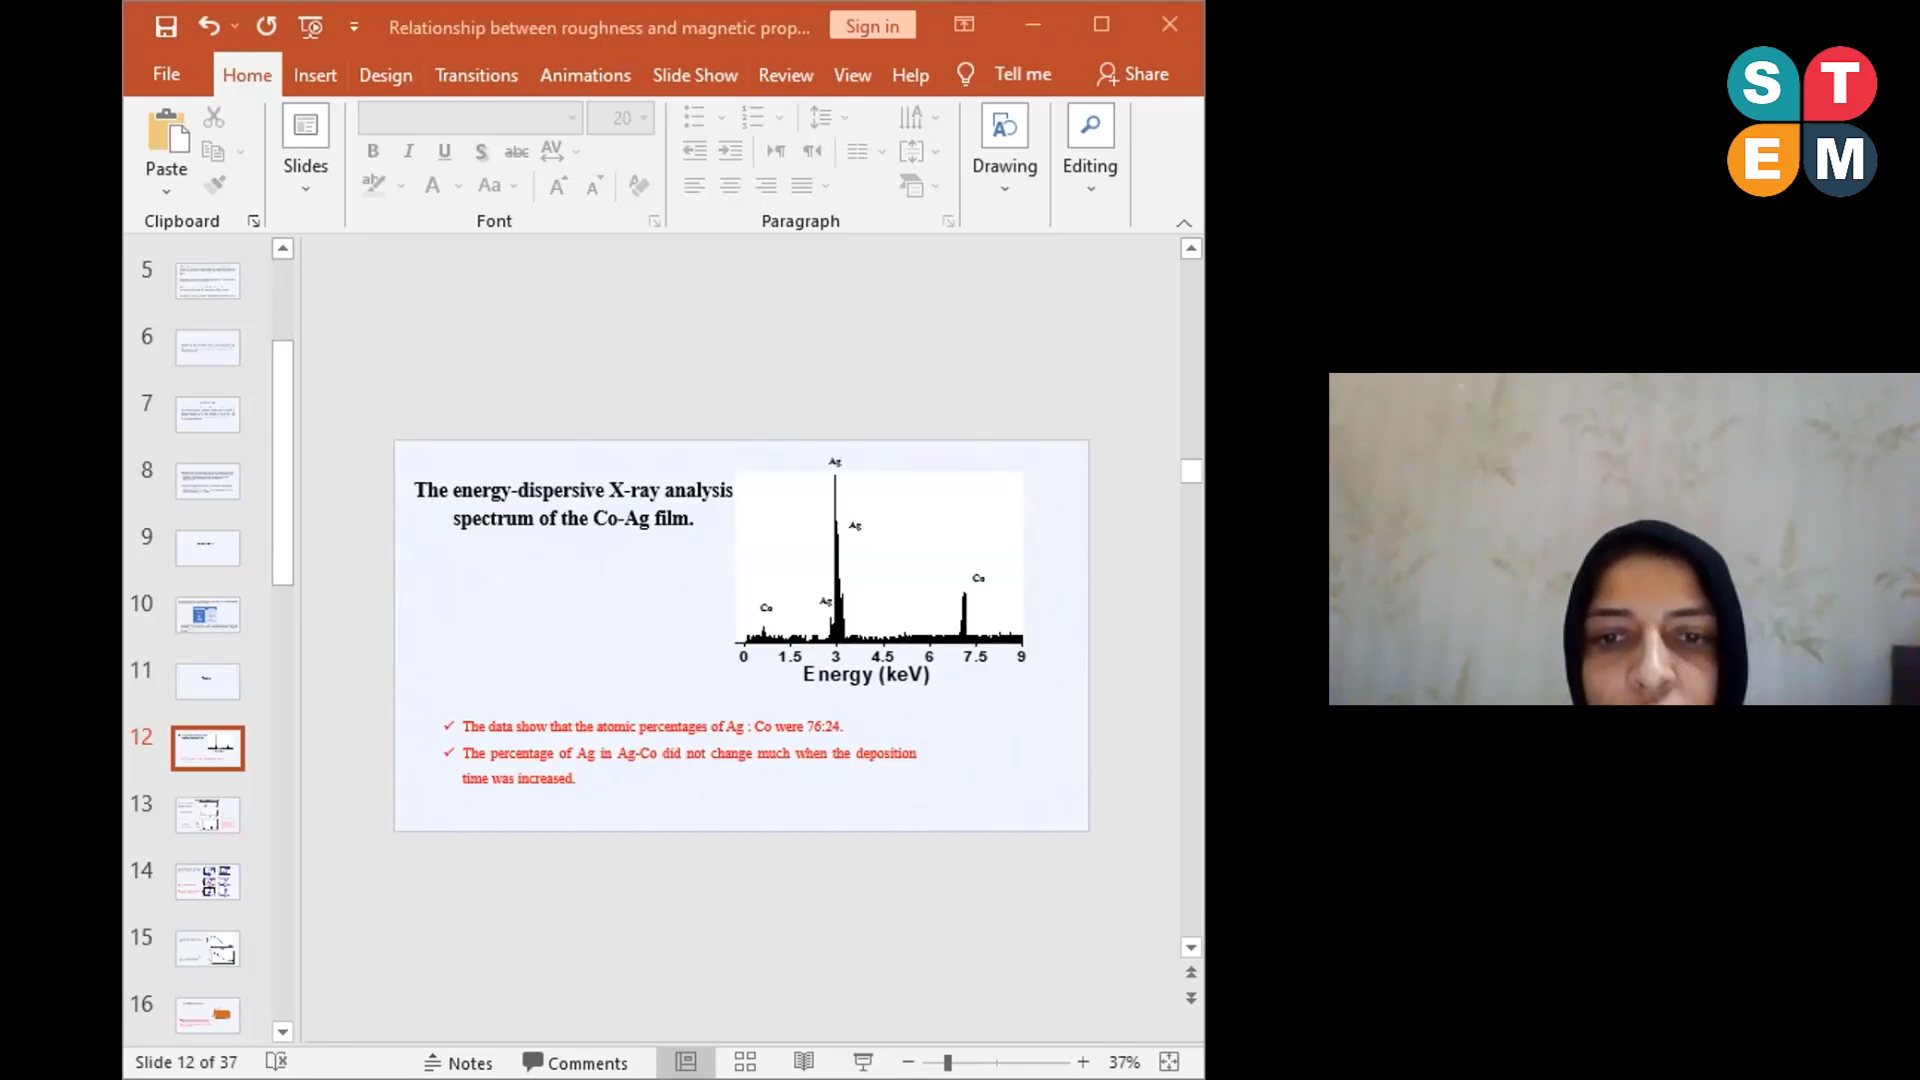 Relationship between roughness and magnetic prop...
Sign in
File
Home
Insert
Design
Transitions
Animations
Slide Show
Review
View
Help
Tell me
Share
Paste
Slides
20
B I U S abc AV
A Aa A A
Drawing
Editing
Clipboard
Font
Paragraph
5
6
7
8
9
10
11
12
13
14
15
16
The energy-dispersive X-ray analysis
spectrum of the Co-Ag film.
Ag
Ag
Co
Ag
Co
0 1.5 3 4.5 6 7.5 9
Energy (keV)
✓ The data show that the atomic percentages of Ag : Co were 76:24.
✓ The percentage of Ag in Ag-Co did not change much when the deposition
time was increased.
Slide 12 of 37
Notes
Comments
37%
S T
E M